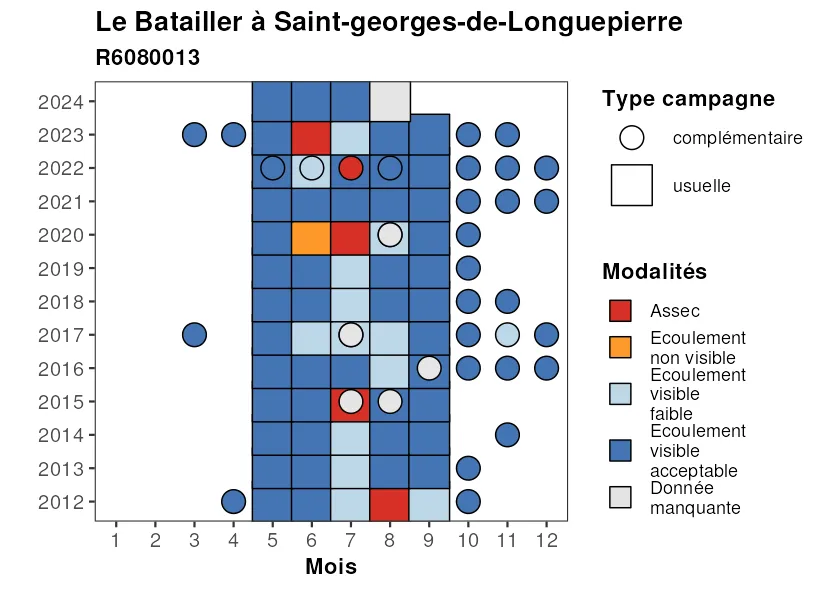 Le Batailler à Saint-georges-de-Longuepierre
R6080013
2024
2023
2022
2021
2020
2019
2018
2017
2016
2015
2014
2013
2012
1 2 3 4 5 6 7 8 9 10 11 12
Mois
Type campagne
complémentaire
usuelle
Modalités
Assec
Ecoulement
non visible
Ecoulement
visible
faible
Ecoulement
visible
acceptable
Donnée
manquante